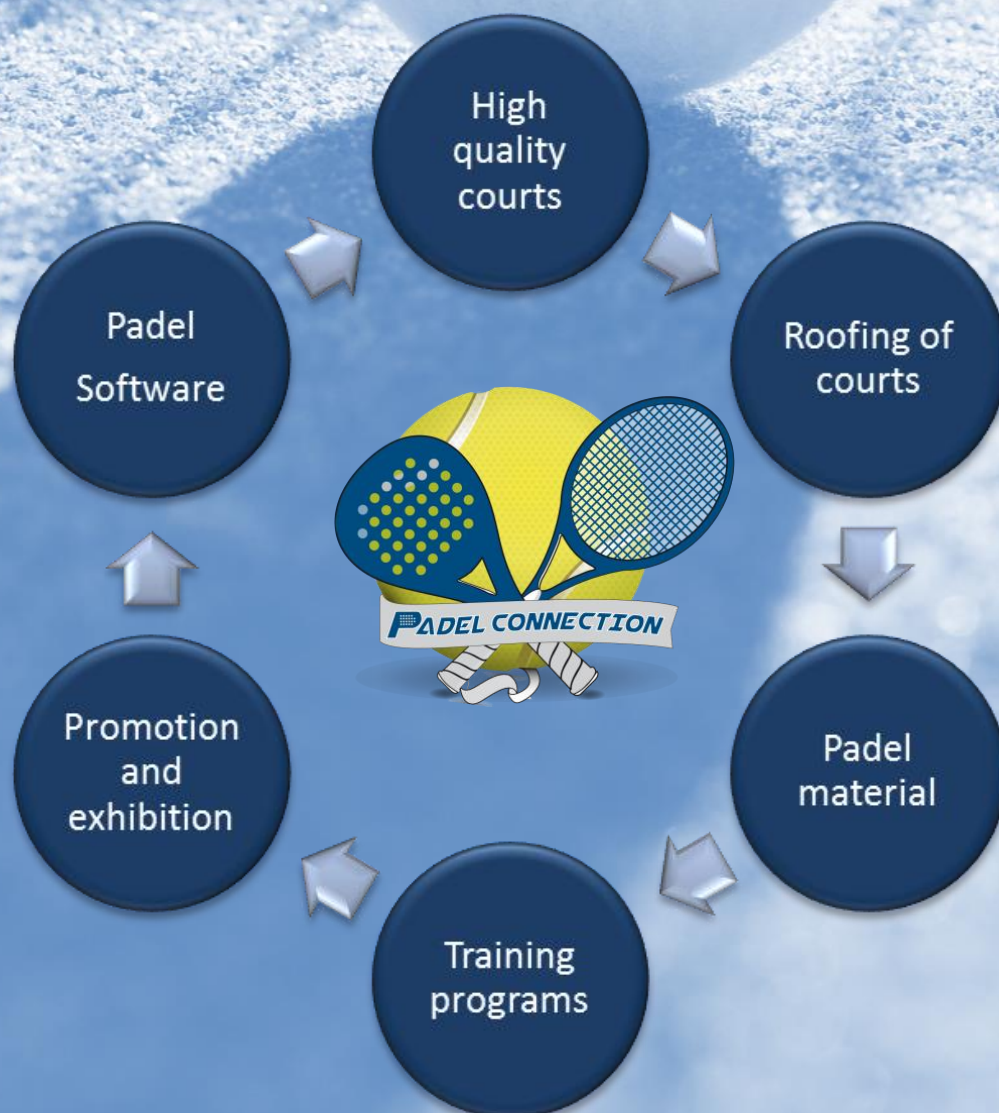 High
quality
courts
Roofing of
courts
Padel
material
Training
programs
Promotion
and
exhibition
Padel
Software
PADEL CONNECTION